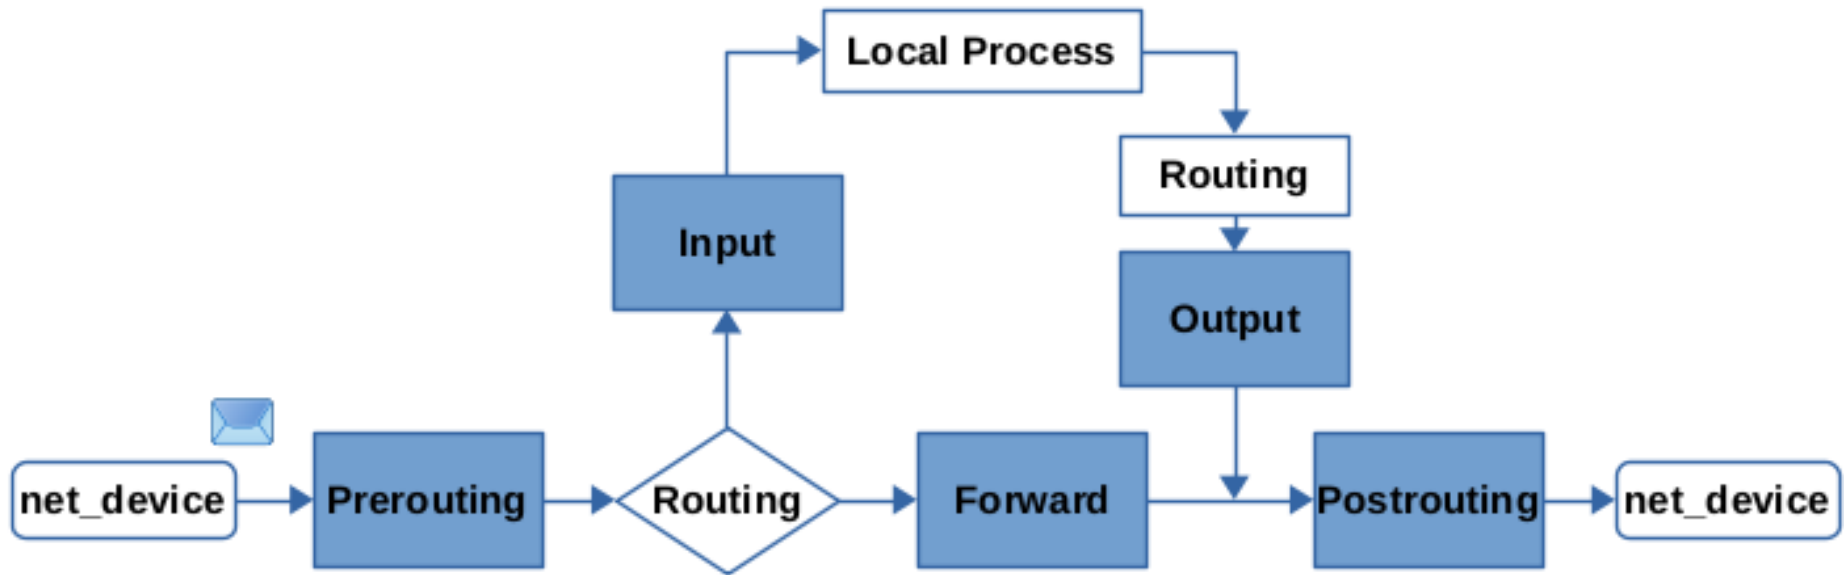 Local Process
Routing
Input
Output
net_device
Prerouting
Routing
Forward
Postrouting
net_device